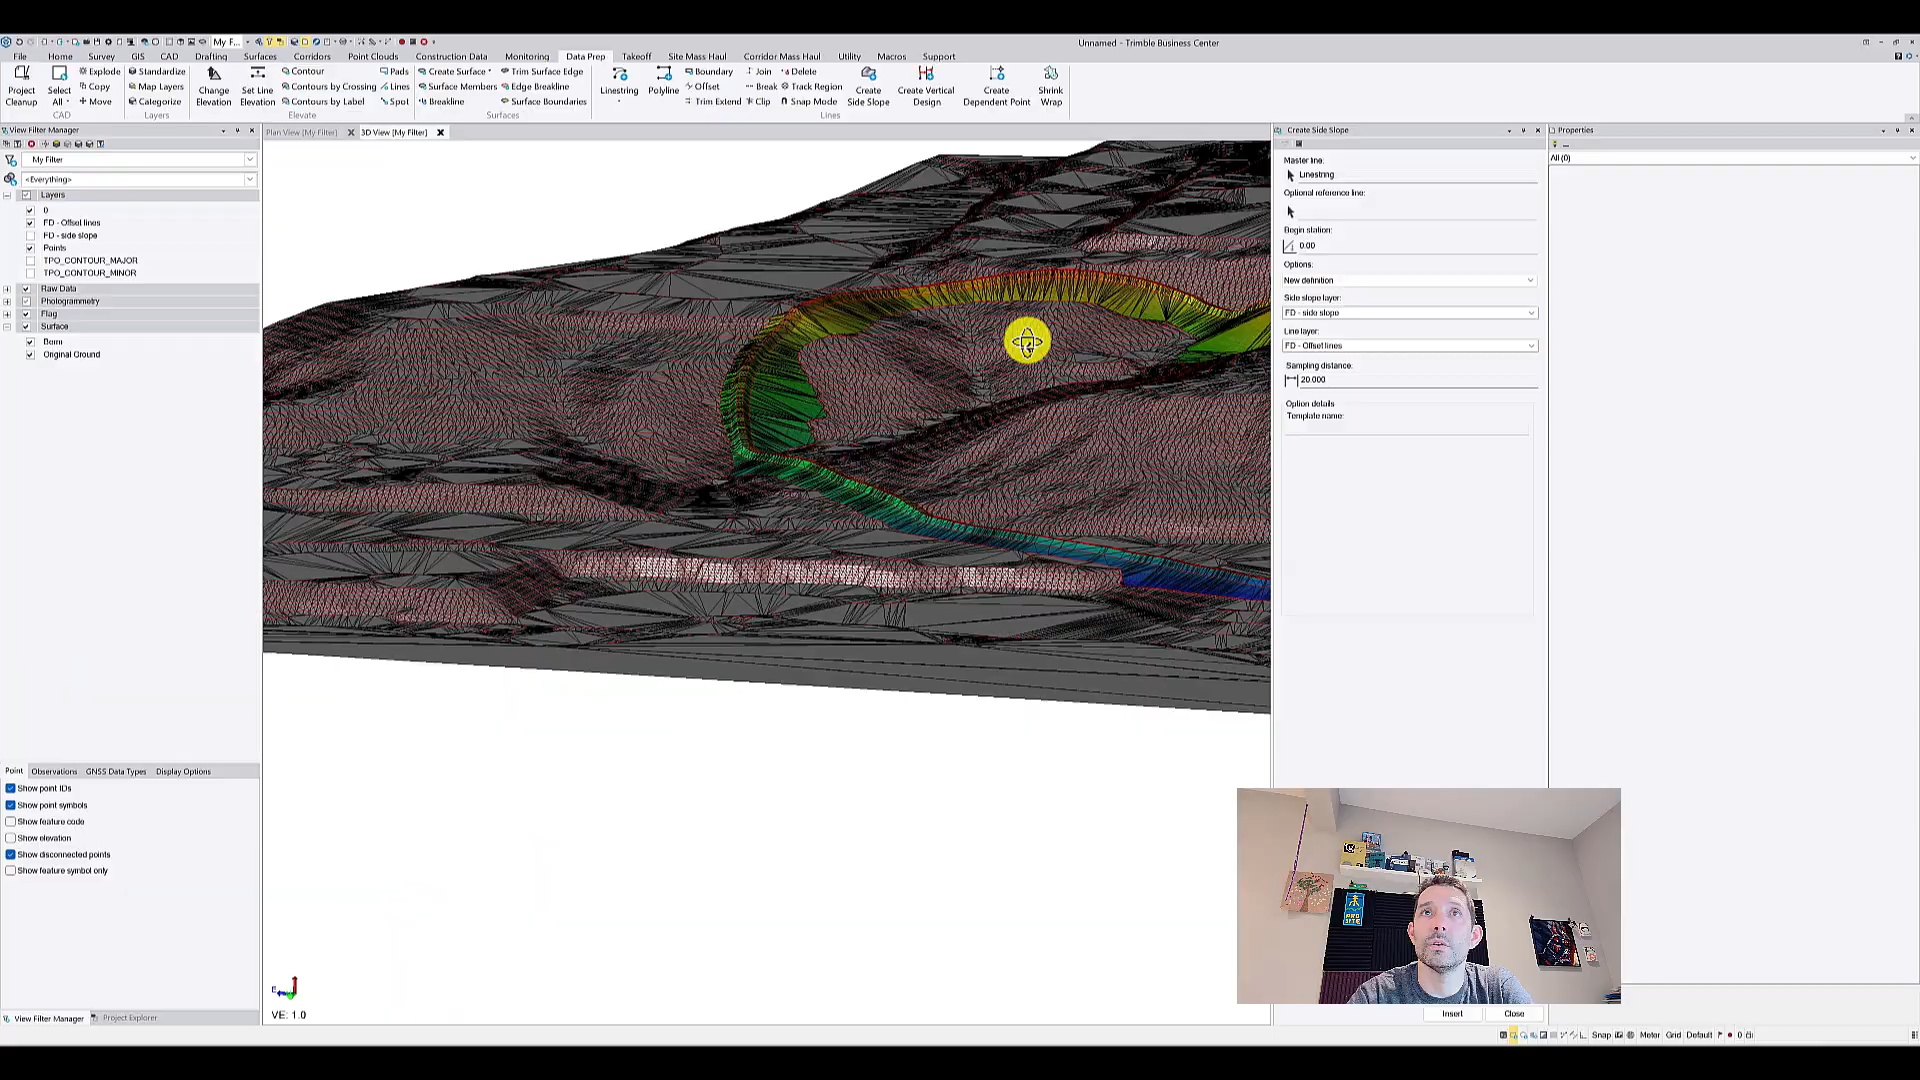 My F...
Unnamed - Trimble Business Center
File Home Survey GIS CAD Drafting Surfaces Corridors Point Clouds Construction Data Monitoring Data Prep Takeoff Site Mass Haul Corridor Mass Haul Utility Macros Support
Project Cleanup
Select All
Explode
Copy
Move
CAD
Standardize
Map Layers
Categorize
Layers
Change Elevation
Set Line Elevation
Contour
Contours by Crossing
Contours by Label
Pads
Lines
Spot
Elevate
Create Surface
Surface Members
Breakline
Trim Surface Edge
Edge Breakline
Surface Boundaries
Surfaces
Linestring
Polyline
Boundary
Offset
Trim Extend
Join
Break
Clip
Delete
Track Region
Snap Mode
Create Side Slope
Create Vertical Design
Create Dependent Point
Shrink Wrap
Lines
View Filter Manager
My Filter
<Everything>
Layers
0
FD - Offset lines
FD - side slope
Points
TPO_CONTOUR_MAJOR
TPO_CONTOUR_MINOR
Raw Data
Photogrammetry
Flag
Surface
Berm
Original Ground
Point Observations GNSS Data Types Display Options
Show point IDs
Show point symbols
Show feature code
Show elevation
Show disconnected points
Show feature symbol only
View Filter Manager Project Explorer
Plan View [My Filter] 3D View [My Filter]
E
VE: 1.0
Create Side Slope
Master line:
Linestring
Optional reference line:
Begin station:
0.00
Options:
New definition
Side slope layer:
FD - side slope
Line layer:
FD - Offset lines
Sampling distance:
20.000
Option details
Template name:
Insert Close
Properties
All (0)
PRO
SITE
Snap Meter Grid Default 0